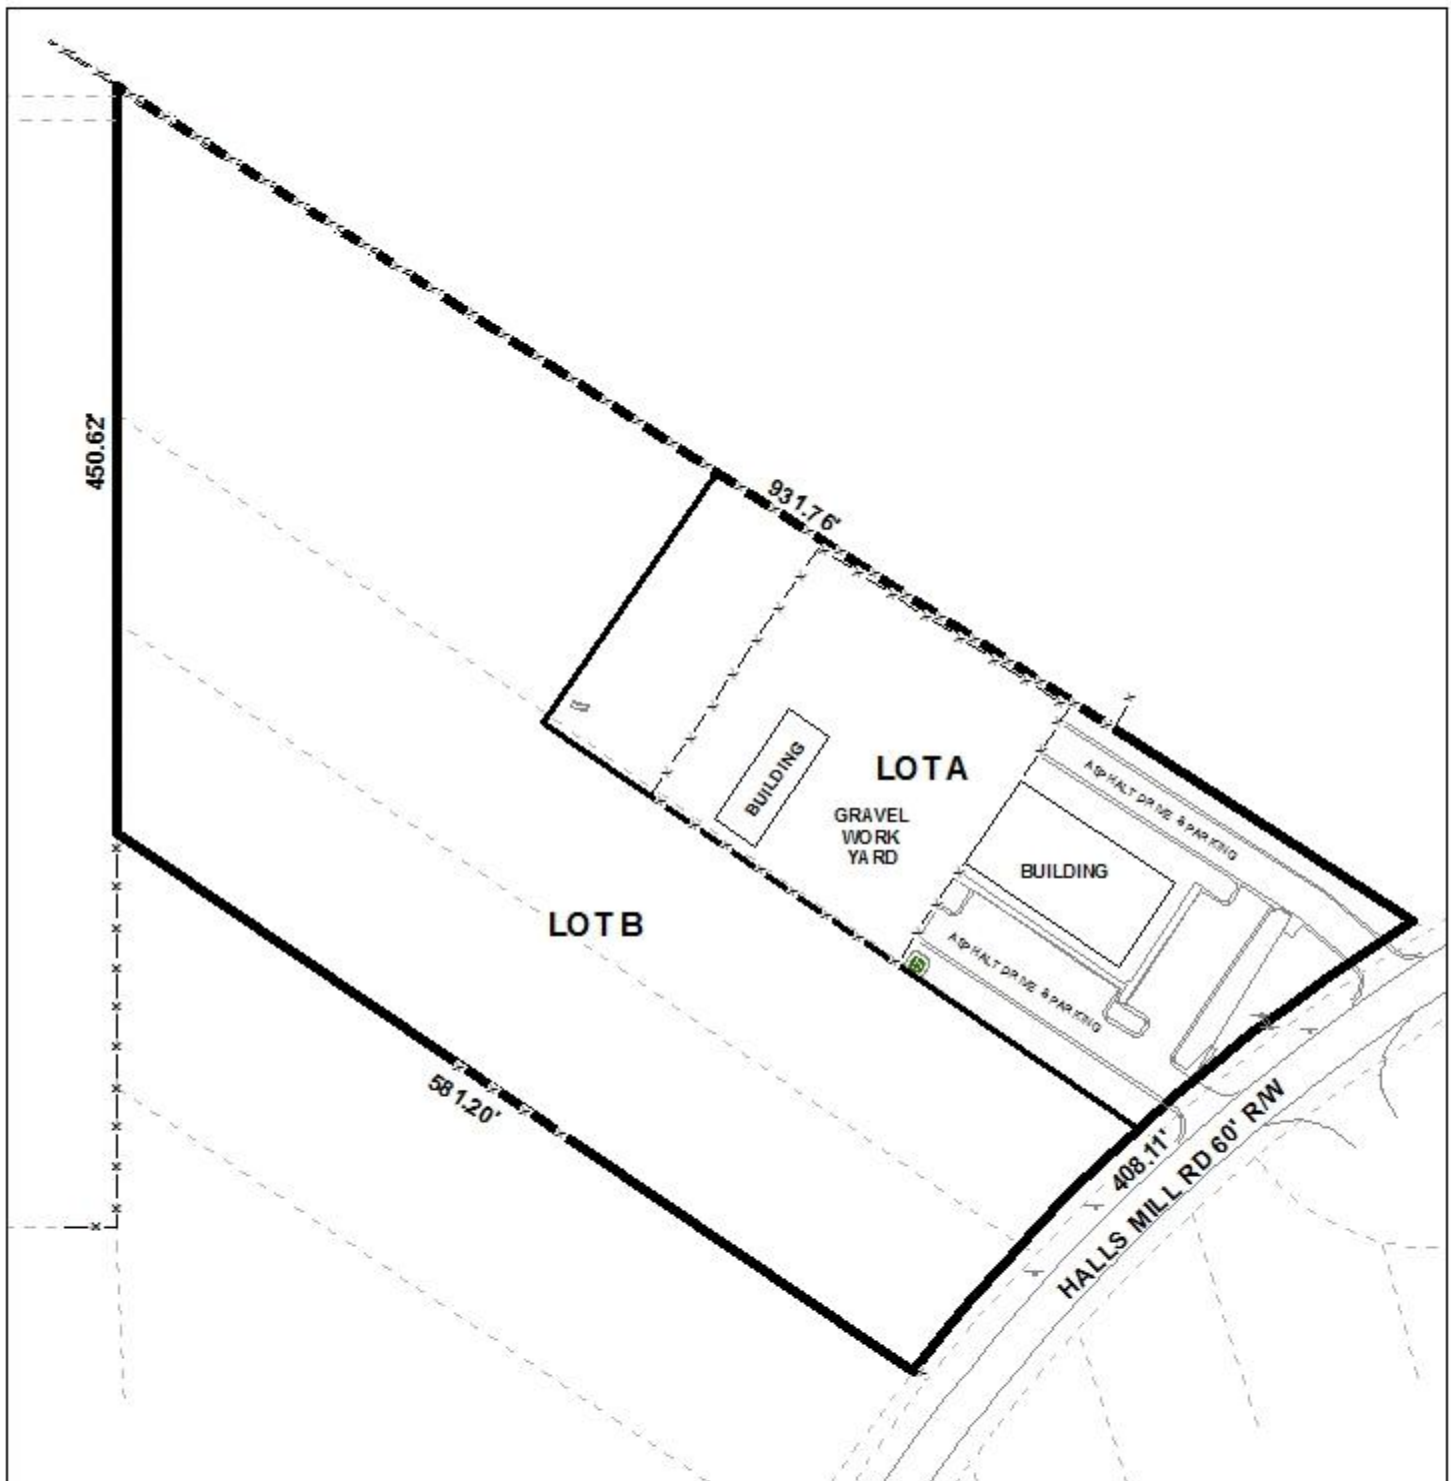 450.62'
931.76'
LOT A
ASPHALT DRIVE & PARKING
BUILDING
GRAVEL
WORK
YARD
BUILDING
LOT B
ASPHALT DRIVE & PARKING
581.20'
408.11'
HALLS MILL RD 60' R/W